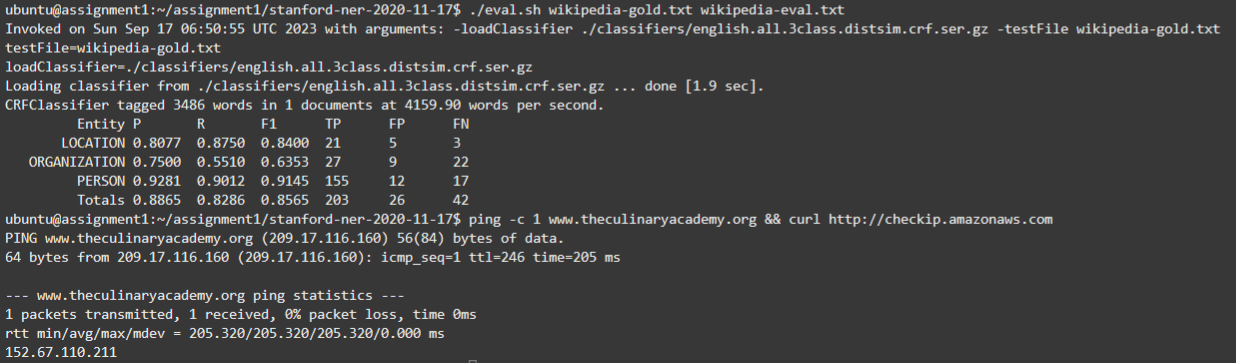 ubuntu@assignment1:~/assignment1/stanford-ner-2020-11-17$ ./eval.sh wikipedia-gold.txt wikipedia-eval.txt
Invoked on Sun Sep 17 06:50:55 UTC 2023 with arguments: -loadClassifier ./classifiers/english.all.3class.distsim.crf.ser.gz -testFile wikipedia-gold.txt
testFile=wikipedia-gold.txt
loadClassifier=./classifiers/english.all.3class.distsim.crf.ser.gz
Loading classifier from ./classifiers/english.all.3class.distsim.crf.ser.gz ... done [1.9 sec].
CRFClassifier tagged 3486 words in 1 documents at 4159.90 words per second.
Entity P R F1 TP FP FN
LOCATION 0.8077 0.8750 0.8400 21 5 3
ORGANIZATION 0.7500 0.5510 0.6353 27 9 22
PERSON 0.9281 0.9012 0.9145 155 12 17
Totals 0.8865 0.8286 0.8565 203 26 42
ubuntu@assignment1:~/assignment1/stanford-ner-2020-11-17$ ping -c 1 www.theculinaryacademy.org && curl http://checkip.amazonaws.com
PING www.theculinaryacademy.org (209.17.116.160) 56(84) bytes of data.
64 bytes from 209.17.116.160 (209.17.116.160): icmp_seq=1 ttl=246 time=205 ms
--- www.theculinaryacademy.org ping statistics ---
1 packets transmitted, 1 received, 0% packet loss, time 0ms
rtt min/avg/max/mdev = 205.320/205.320/205.320/0.000 ms
152.67.110.211